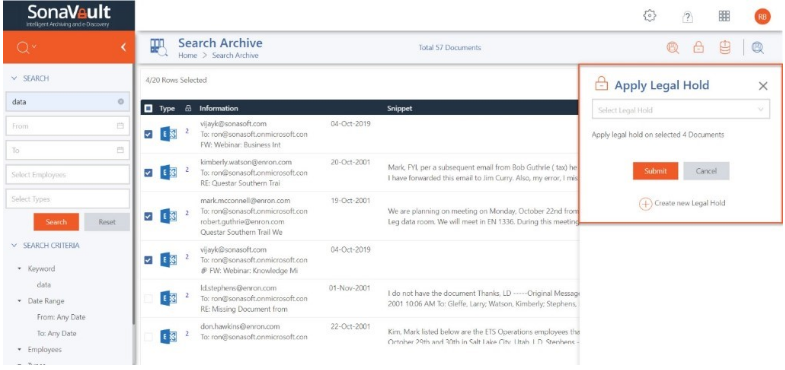 SonaVault
Intelligent Archiving and e-Discovery
RB
Search Archive
Home > Search Archive
Total 57 Documents
SEARCH
data
From
To
Select Employees
Select Types
Search Reset
SEARCH CRITERIA
Keyword
data
Date Range
From: Any Date
To: Any Date
Employees
4/20 Rows Selected
Type Information Snippet
2 vijayk@sonasoft.com 04-Oct-2019
To: ron@sonasoft.onmicrosoft.con
FW: Webinar: Business Int
2 kimberly.watson@enron.com 20-Oct-2001
To: ron@sonasoft.onmicrosoft.con
RE: Questar Southern Trai
Mark, FYI, per a subsequent email from Bob Guthrie ( tax) he
I have forwarded this email to Jim Curry. Also, my error, I mis
2 mark.mcconnell@enron.com 19-Oct-2001
To: ron@sonasoft.onmicrosoft.con
robert.guthrie@enron.com
Questar Southern Trail We
We are planning on meeting on Monday, October 22nd from
Leg data room. We will meet in EN 1336. During this meeting
2 vijayk@sonasoft.com 04-Oct-2019
To: ron@sonasoft.onmicrosoft.con
FW: Webinar: Knowledge Mi
2 ld.stephens@enron.com 01-Nov-2001
To: ron@sonasoft.onmicrosoft.con
RE: Missing Document from
I do not have the document Thanks, LD -----Original Message
2001 10:06 AM To: Gleffe, Larry; Watson, Kimberly; Stephens,
2 don.hawkins@enron.com 22-Oct-2001
To: ron@sonasoft.onmicrosoft.con
Kim, Mark listed below are the ETS Operations employees tha
October 29th and 30th in Salt Lake City, Utah. L.D. Stephens -
Apply Legal Hold
Select Legal Hold
Apply legal hold on selected 4 Documents
Submit Cancel
Create new Legal Hold